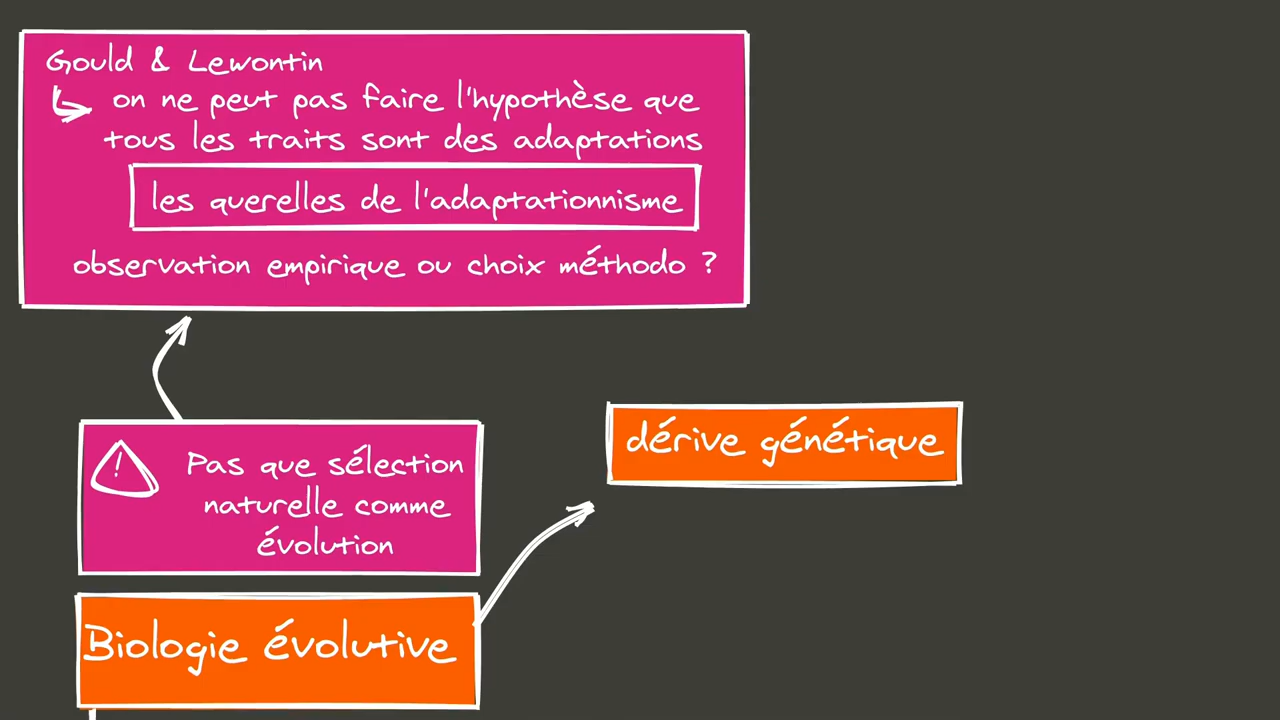 Gould & Lewontin
on ne peut pas faire l'hypothèse que
tous les traits sont des adaptations
les querelles de l'adaptationnisme
observation empirique ou choix méthodo ?
! Pas que sélection
naturelle comme
évolution
dérive génétique
Biologie évolutive